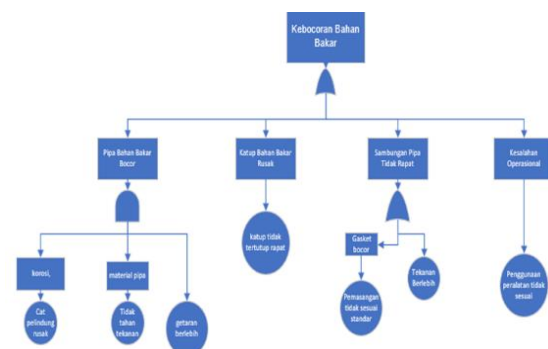 Kebocoran Bahan
Bakar
Pipa Bahan Bakar
Bocor
Katup Bahan Bakar
Rusak
Sambungan Pipa
Tidak Rapat
Kesalahan
Operasional
katup tidak
tertutup rapat
Gasket
bocor
Tekanan
Berlebih
Penggunaan
peralatan tidak
sesuai
korosi,
material pipa
Cat
pelindung
rusak
Tidak
tahan
tekanan
getaran
berlebih
Pemasangan
tidak sesuai
standar